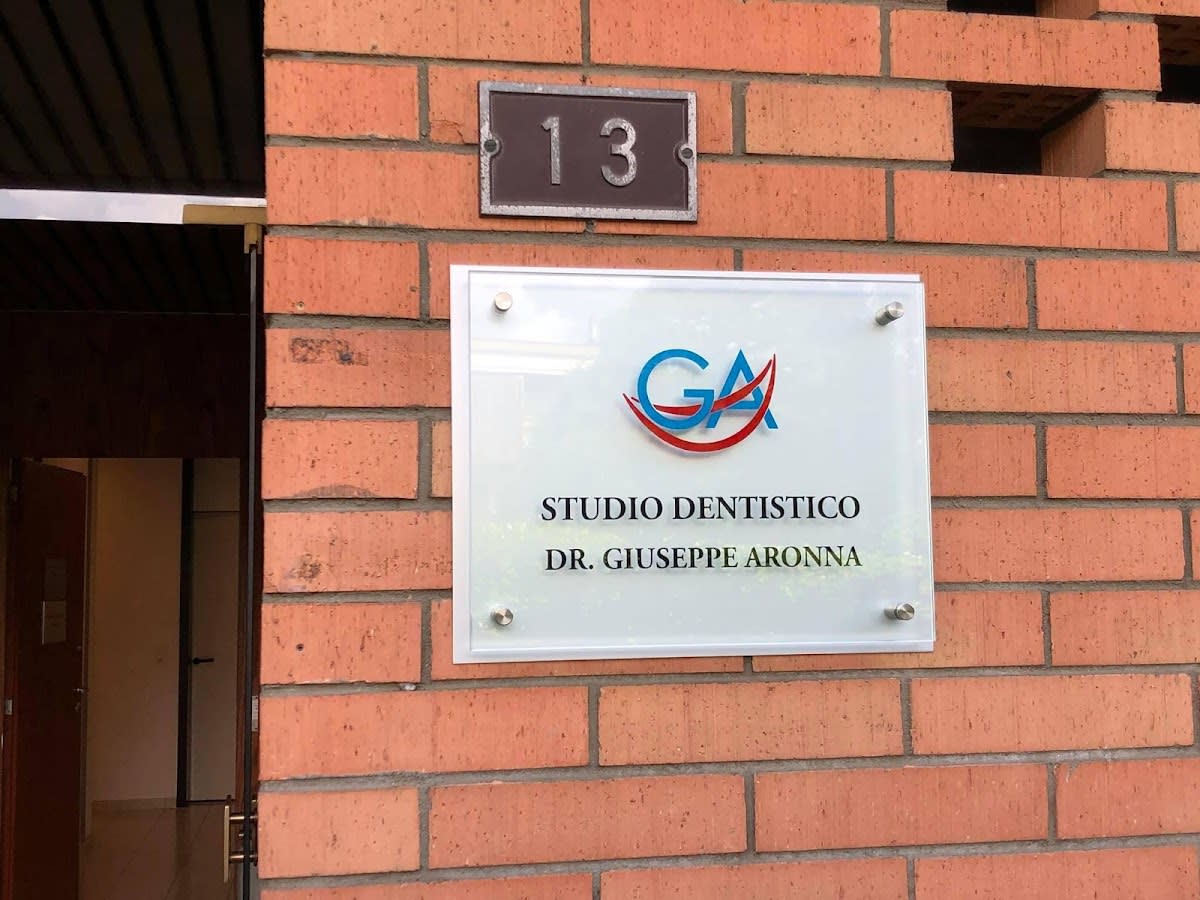 13
GA
STUDIO DENTISTICO
DR. GIUSEPPE ARONNA